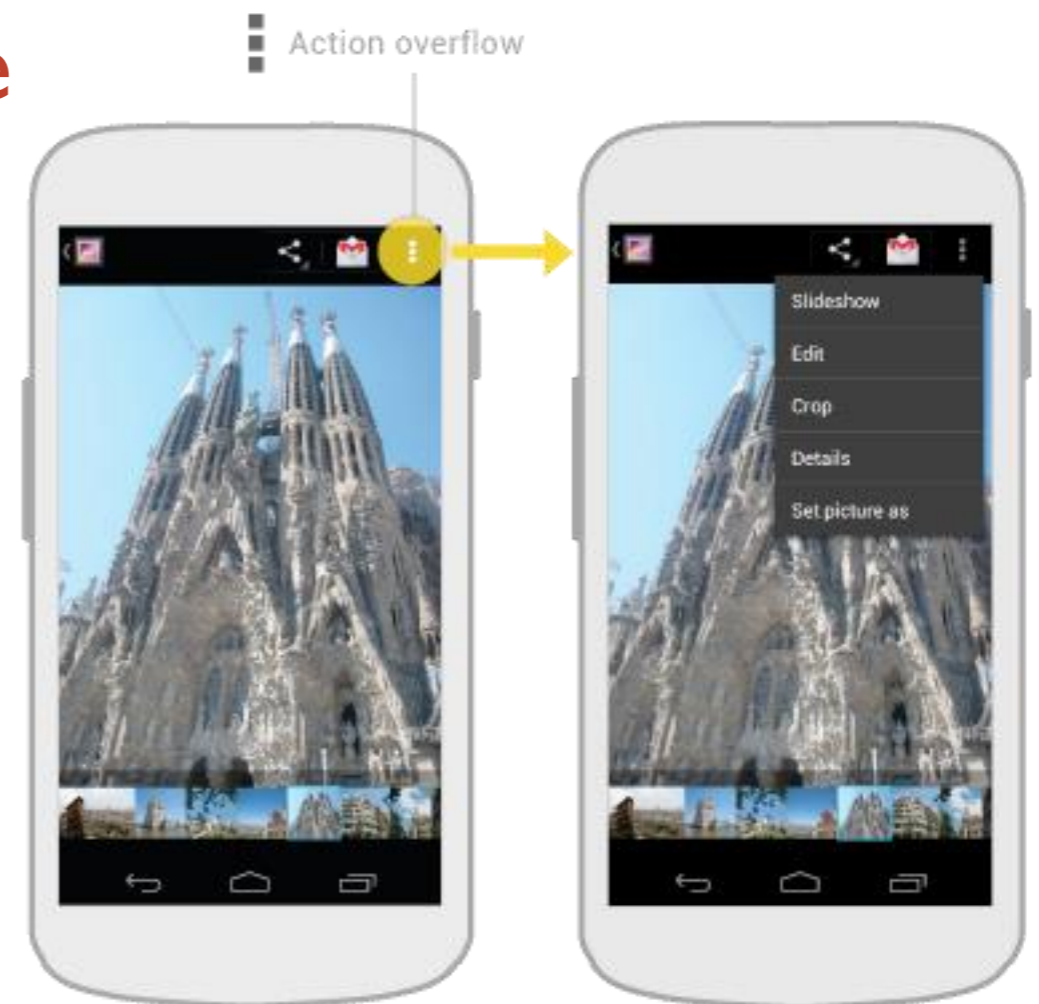 e
Action overflow
Slideshow
Edit
Crop
Details
Set picture as